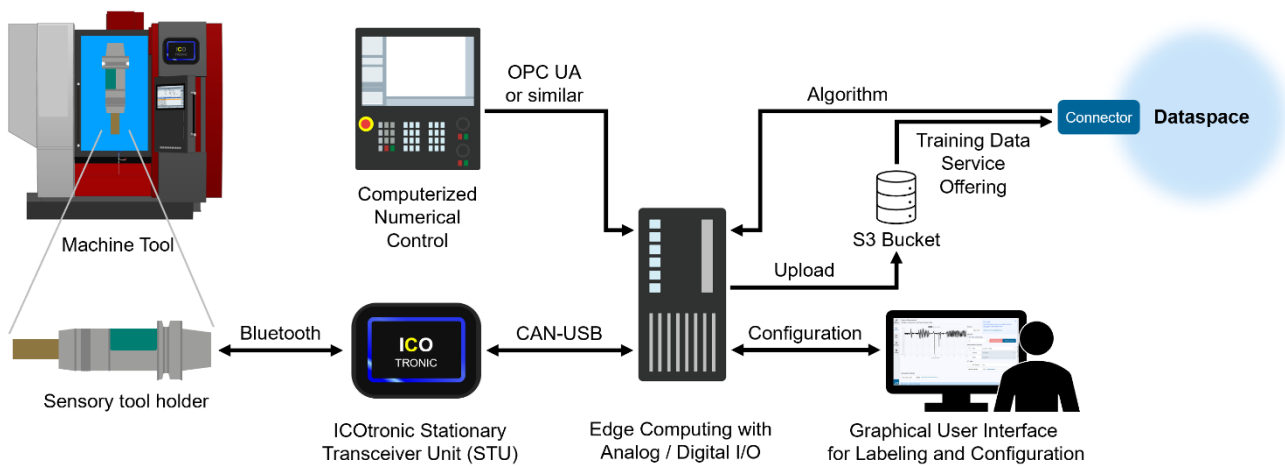 ICO
TRONIC
Machine Tool
Computerized
Numerical
Control
OPC UA
or similar
Algorithm
Connector
Dataspace
Training Data
Service
Offering
S3 Bucket
Upload
Sensory tool holder
Bluetooth
ICO
TRONIC
ICOtronic Stationary
Transceiver Unit (STU)
CAN-USB
Edge Computing with
Analog / Digital I/O
Configuration
Graphical User Interface
for Labeling and Configuration